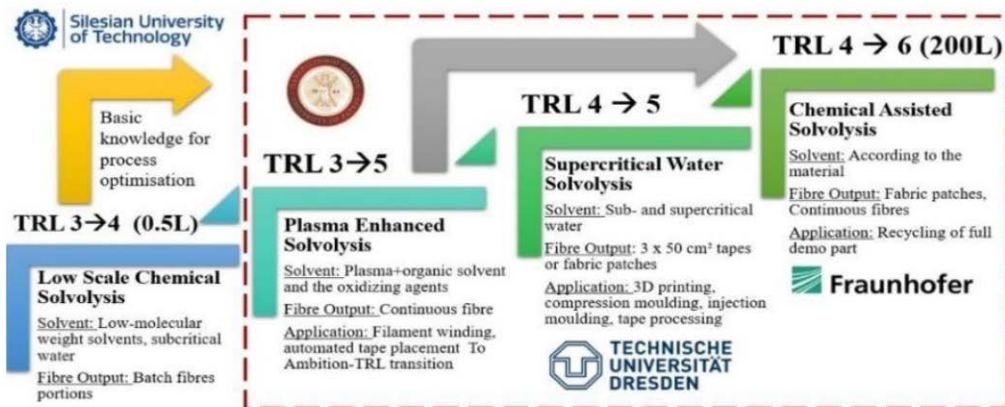 Silesian University
of Technology
Basic
knowledge for
process
optimisation
TRL 3→4 (0.5L)
Low Scale Chemical
Solvolysis
Solvent: Low-molecular
weight solvents, subcritical
water
Fibre Output: Batch fibres
portions
TRL 3→5
Plasma Enhanced
Solvolysis
Solvent: Plasma+organic solvent
and the oxidizing agents
Fibre Output: Continuous fibre
Application: Filament winding,
automated tape placement To
Ambition-TRL transition
TRL 4 → 5
Supercritical Water
Solvolysis
Solvent: Sub- and supercritical
water
Fibre Output: 3 x 50 cm² tapes
or fabric patches
Application: 3D printing,
compression moulding, injection
moulding, tape processing
TECHNISCHE
UNIVERSITÄT
DRESDEN
TRL 4 → 6 (200L)
Chemical Assisted
Solvolysis
Solvent: According to the
material
Fibre Output: Fabric patches,
Continuous fibres
Application: Recycling of full
demo part
Fraunhofer